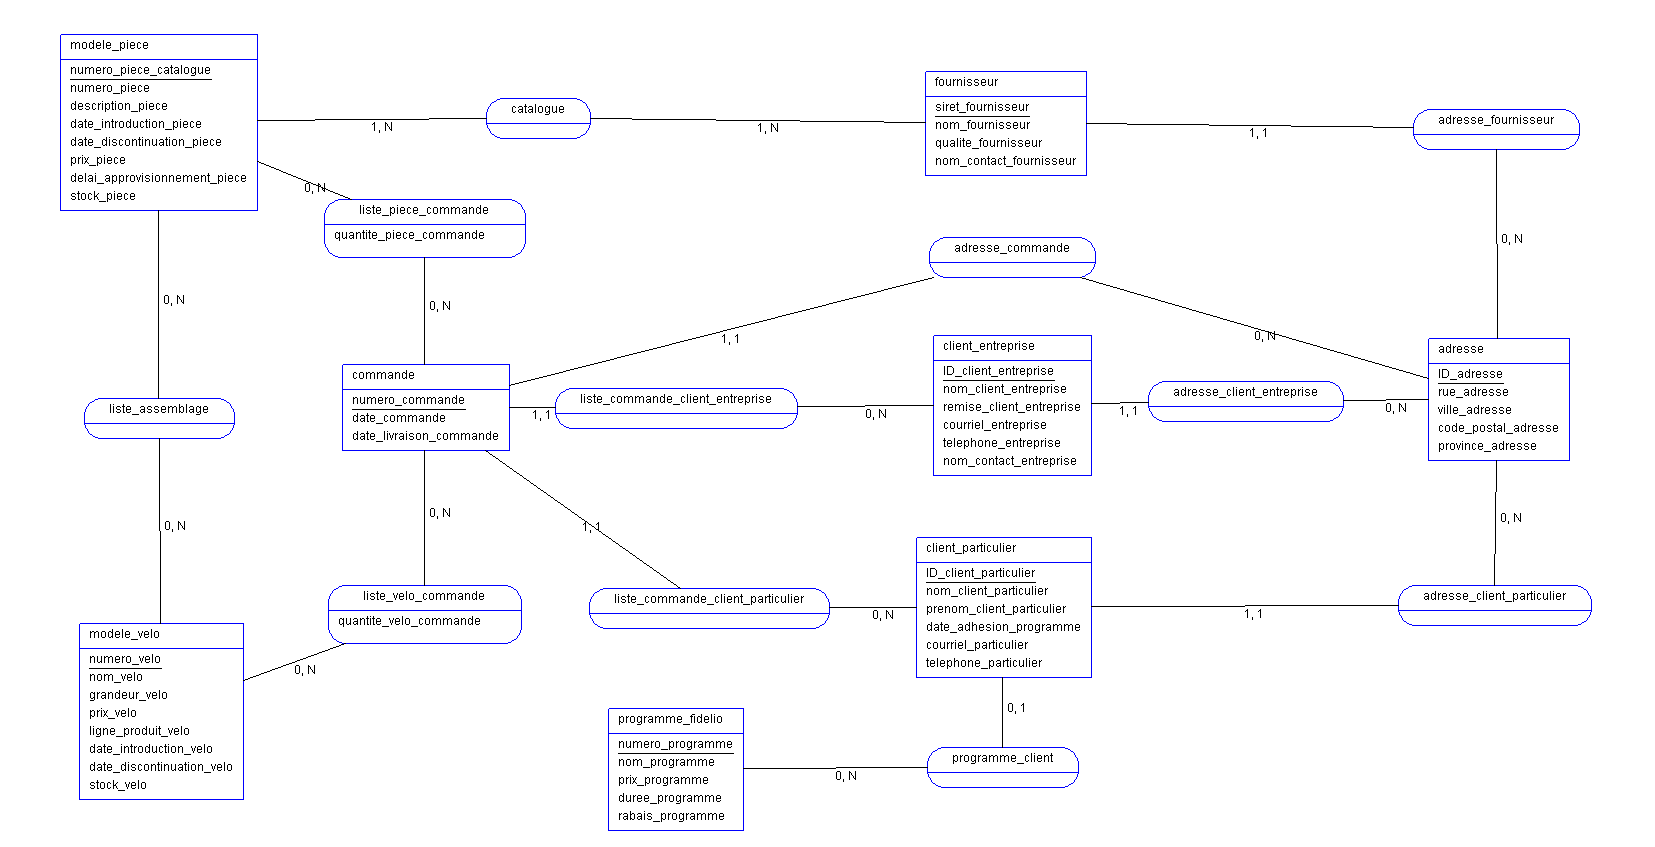 modele_piece
numero_piece_catalogue
numero_piece
description_piece
date_introduction_piece
date_discontinuation_piece
prix_piece
delai_approvisionnement_piece
stock_piece
1, N
catalogue
1, N
fournisseur
siret_fournisseur
nom_fournisseur
qualite_fournisseur
nom_contact_fournisseur
1, 1
adresse_fournisseur
0, N
0, N
liste_piece_commande
quantite_piece_commande
0, N
adresse_commande
1, 1
0, N
0, N
commande
numero_commande
date_commande
date_livraison_commande
1, 1
liste_commande_client_entreprise
0, N
client_entreprise
ID_client_entreprise
nom_client_entreprise
remise_client_entreprise
courriel_entreprise
telephone_entreprise
nom_contact_entreprise
1, 1
adresse_client_entreprise
0, N
adresse
ID_adresse
rue_adresse
ville_adresse
code_postal_adresse
province_adresse
liste_assemblage
0, N
0, N
1, 1
0, N
liste_velo_commande
quantite_velo_commande
0, N
liste_commande_client_particulier
0, N
client_particulier
ID_client_particulier
nom_client_particulier
prenom_client_particulier
date_adhesion_programme
courriel_particulier
telephone_particulier
1, 1
adresse_client_particulier
modele_velo
numero_velo
nom_velo
grandeur_velo
prix_velo
ligne_produit_velo
date_introduction_velo
date_discontinuation_velo
stock_velo
0, 1
programme_fidelio
numero_programme
nom_programme
prix_programme
duree_programme
rabais_programme
0, N
programme_client